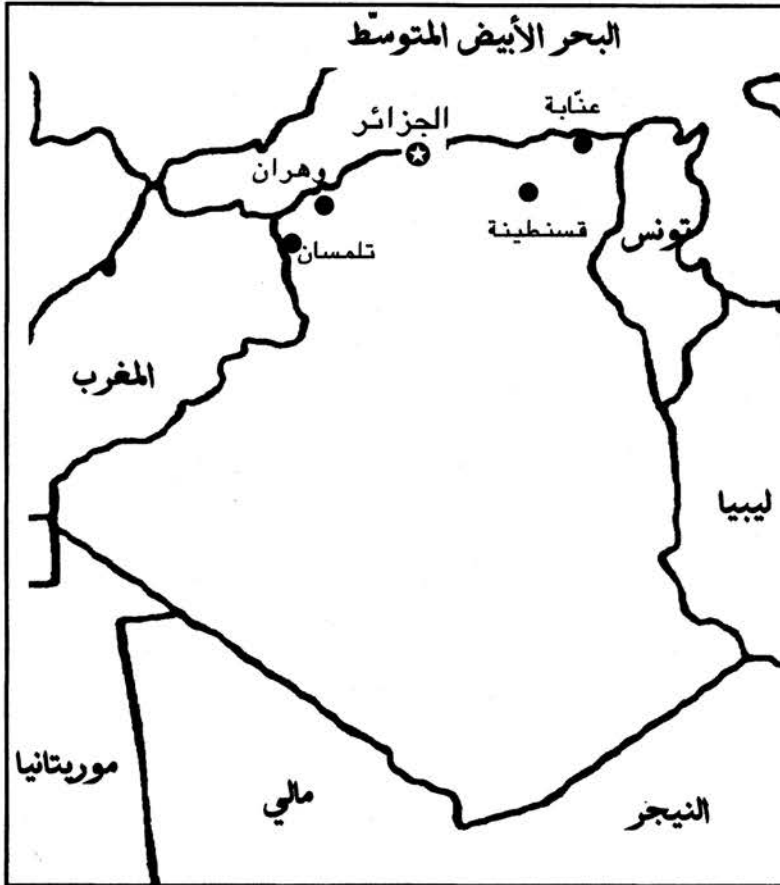 البحر الأبيض المتوسّط
عنّابة
الجزائر
وهران
قسنطينة
تونس
تلمسان
المغرب
ليبيا
موريتانيا
مالي
النيجر